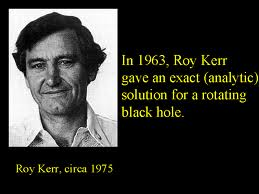 In 1963, Roy Kerr
gave an exact (analytic)
solution for a rotating
black hole.
Roy Kerr, circa 1975